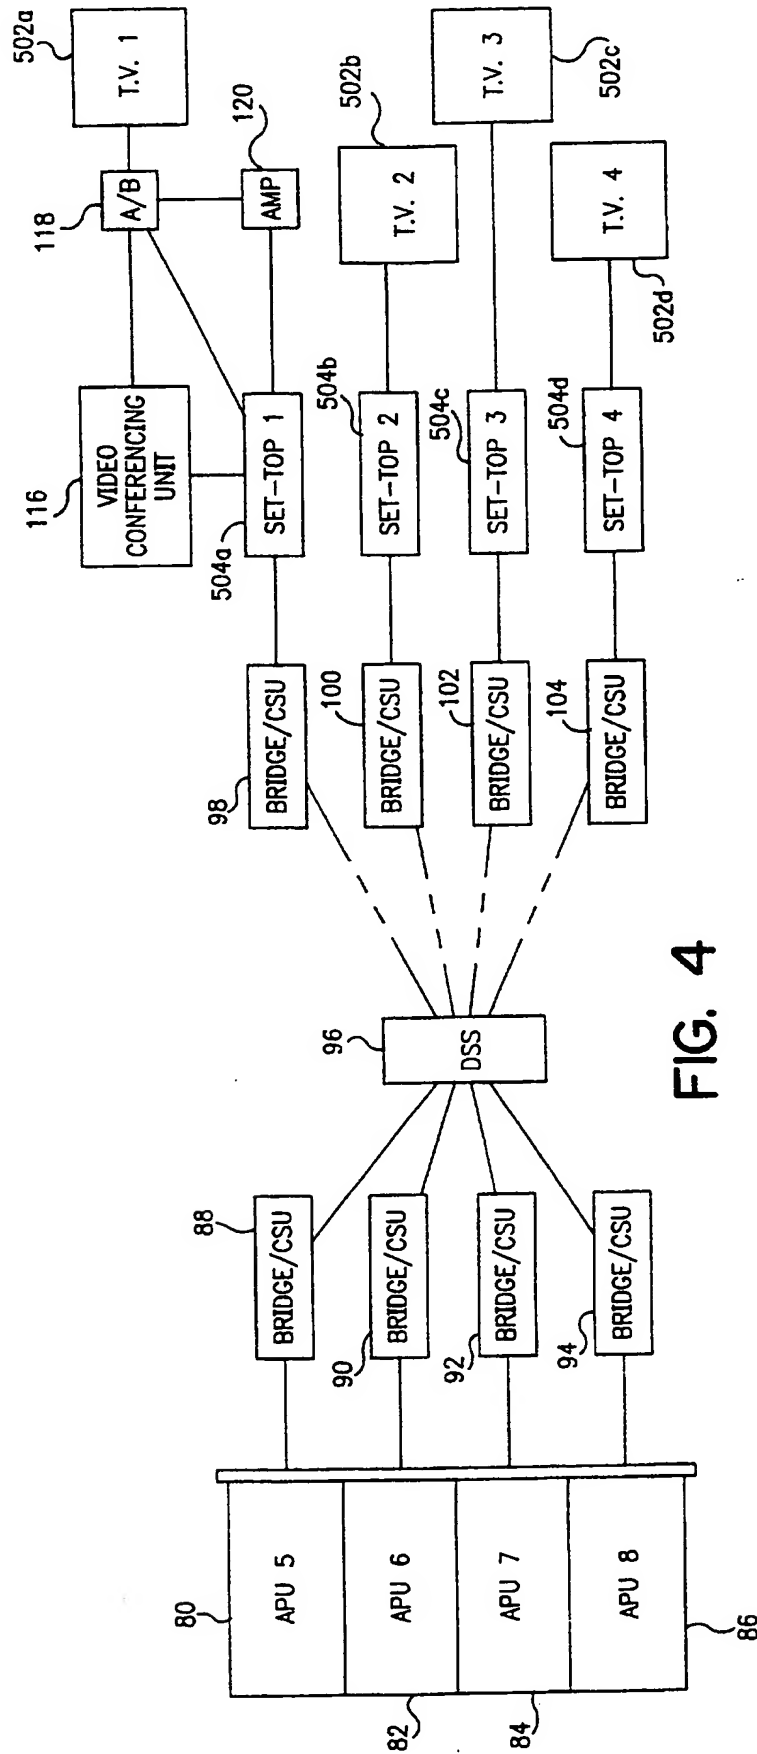 502a
T.V. 1
118
A/B
120
AMP
116
VIDEO
CONFERENCING
UNIT
504a
SET-TOP 1
98
BRIDGE/CSU
502b
T.V. 2
504b
SET-TOP 2
100
BRIDGE/CSU
T.V. 3
502c
504c
SET-TOP 3
102
BRIDGE/CSU
T.V. 4
502d
504d
SET-TOP 4
104
BRIDGE/CSU
96
DSS
88
BRIDGE/CSU
90
BRIDGE/CSU
92
BRIDGE/CSU
94
BRIDGE/CSU
80
APU 5
APU 6
82
APU 7
84
APU 8
86
FIG. 4